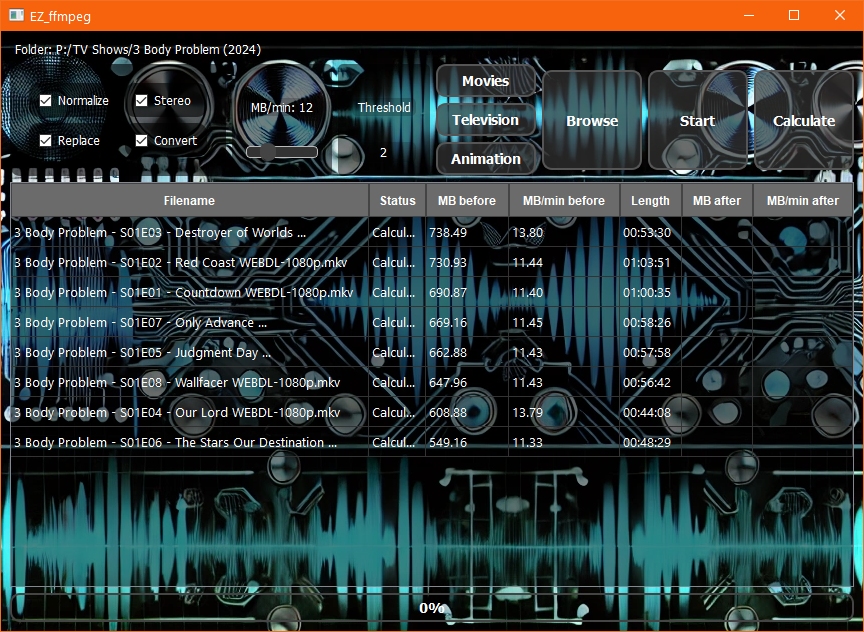 EZ_ffmpeg
Folder: P:/TV Shows/3 Body Problem (2024)
Normalize Stereo MB/min: 12 Threshold
Replace Convert 2
Movies
Television
Animation
Browse Start Calculate
Filename Status MB before MB/min before Length MB after MB/min after
3 Body Problem - S01E03 - Destroyer of Worlds ... Calcul... 738.49 13.80 00:53:30
3 Body Problem - S01E02 - Red Coast WEBDL-1080p.mkv Calcul... 730.93 11.44 01:03:51
3 Body Problem - S01E01 - Countdown WEBDL-1080p.mkv Calcul... 690.87 11.40 01:00:35
3 Body Problem - S01E07 - Only Advance ... Calcul... 669.16 11.45 00:58:26
3 Body Problem - S01E05 - Judgment Day ... Calcul... 662.88 11.43 00:57:58
3 Body Problem - S01E08 - Wallfacer WEBDL-1080p.mkv Calcul... 647.96 11.43 00:56:42
3 Body Problem - S01E04 - Our Lord WEBDL-1080p.mkv Calcul... 608.88 13.79 00:44:08
3 Body Problem - S01E06 - The Stars Our Destination ... Calcul... 549.16 11.33 00:48:29
0%